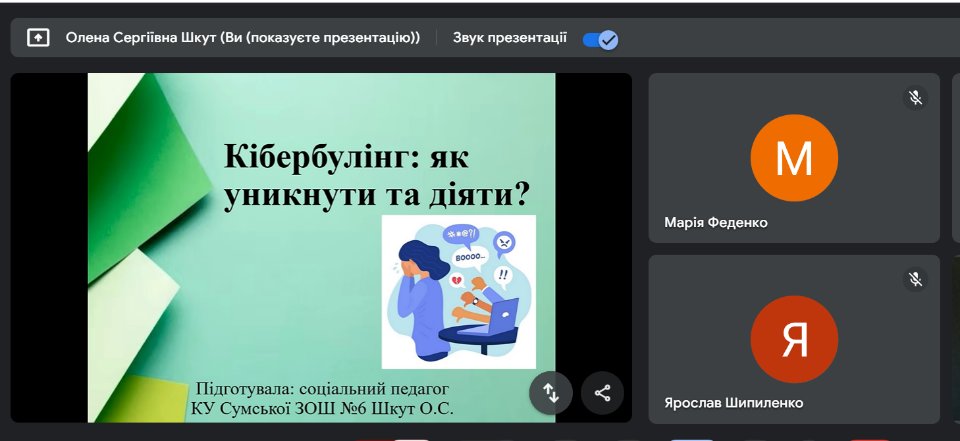 Олена Сергіївна Шкут (Ви (показуєте презентацію))
Звук презентації
Кібербулінг: як
уникнути та діяти?
※#@?!
BOOOO...
!!
Підготувала: соціальний педагог
КУ Сумської ЗОШ №6 Шкут О.С.
М
Марія Феденко
Я
Ярослав Шипиленко